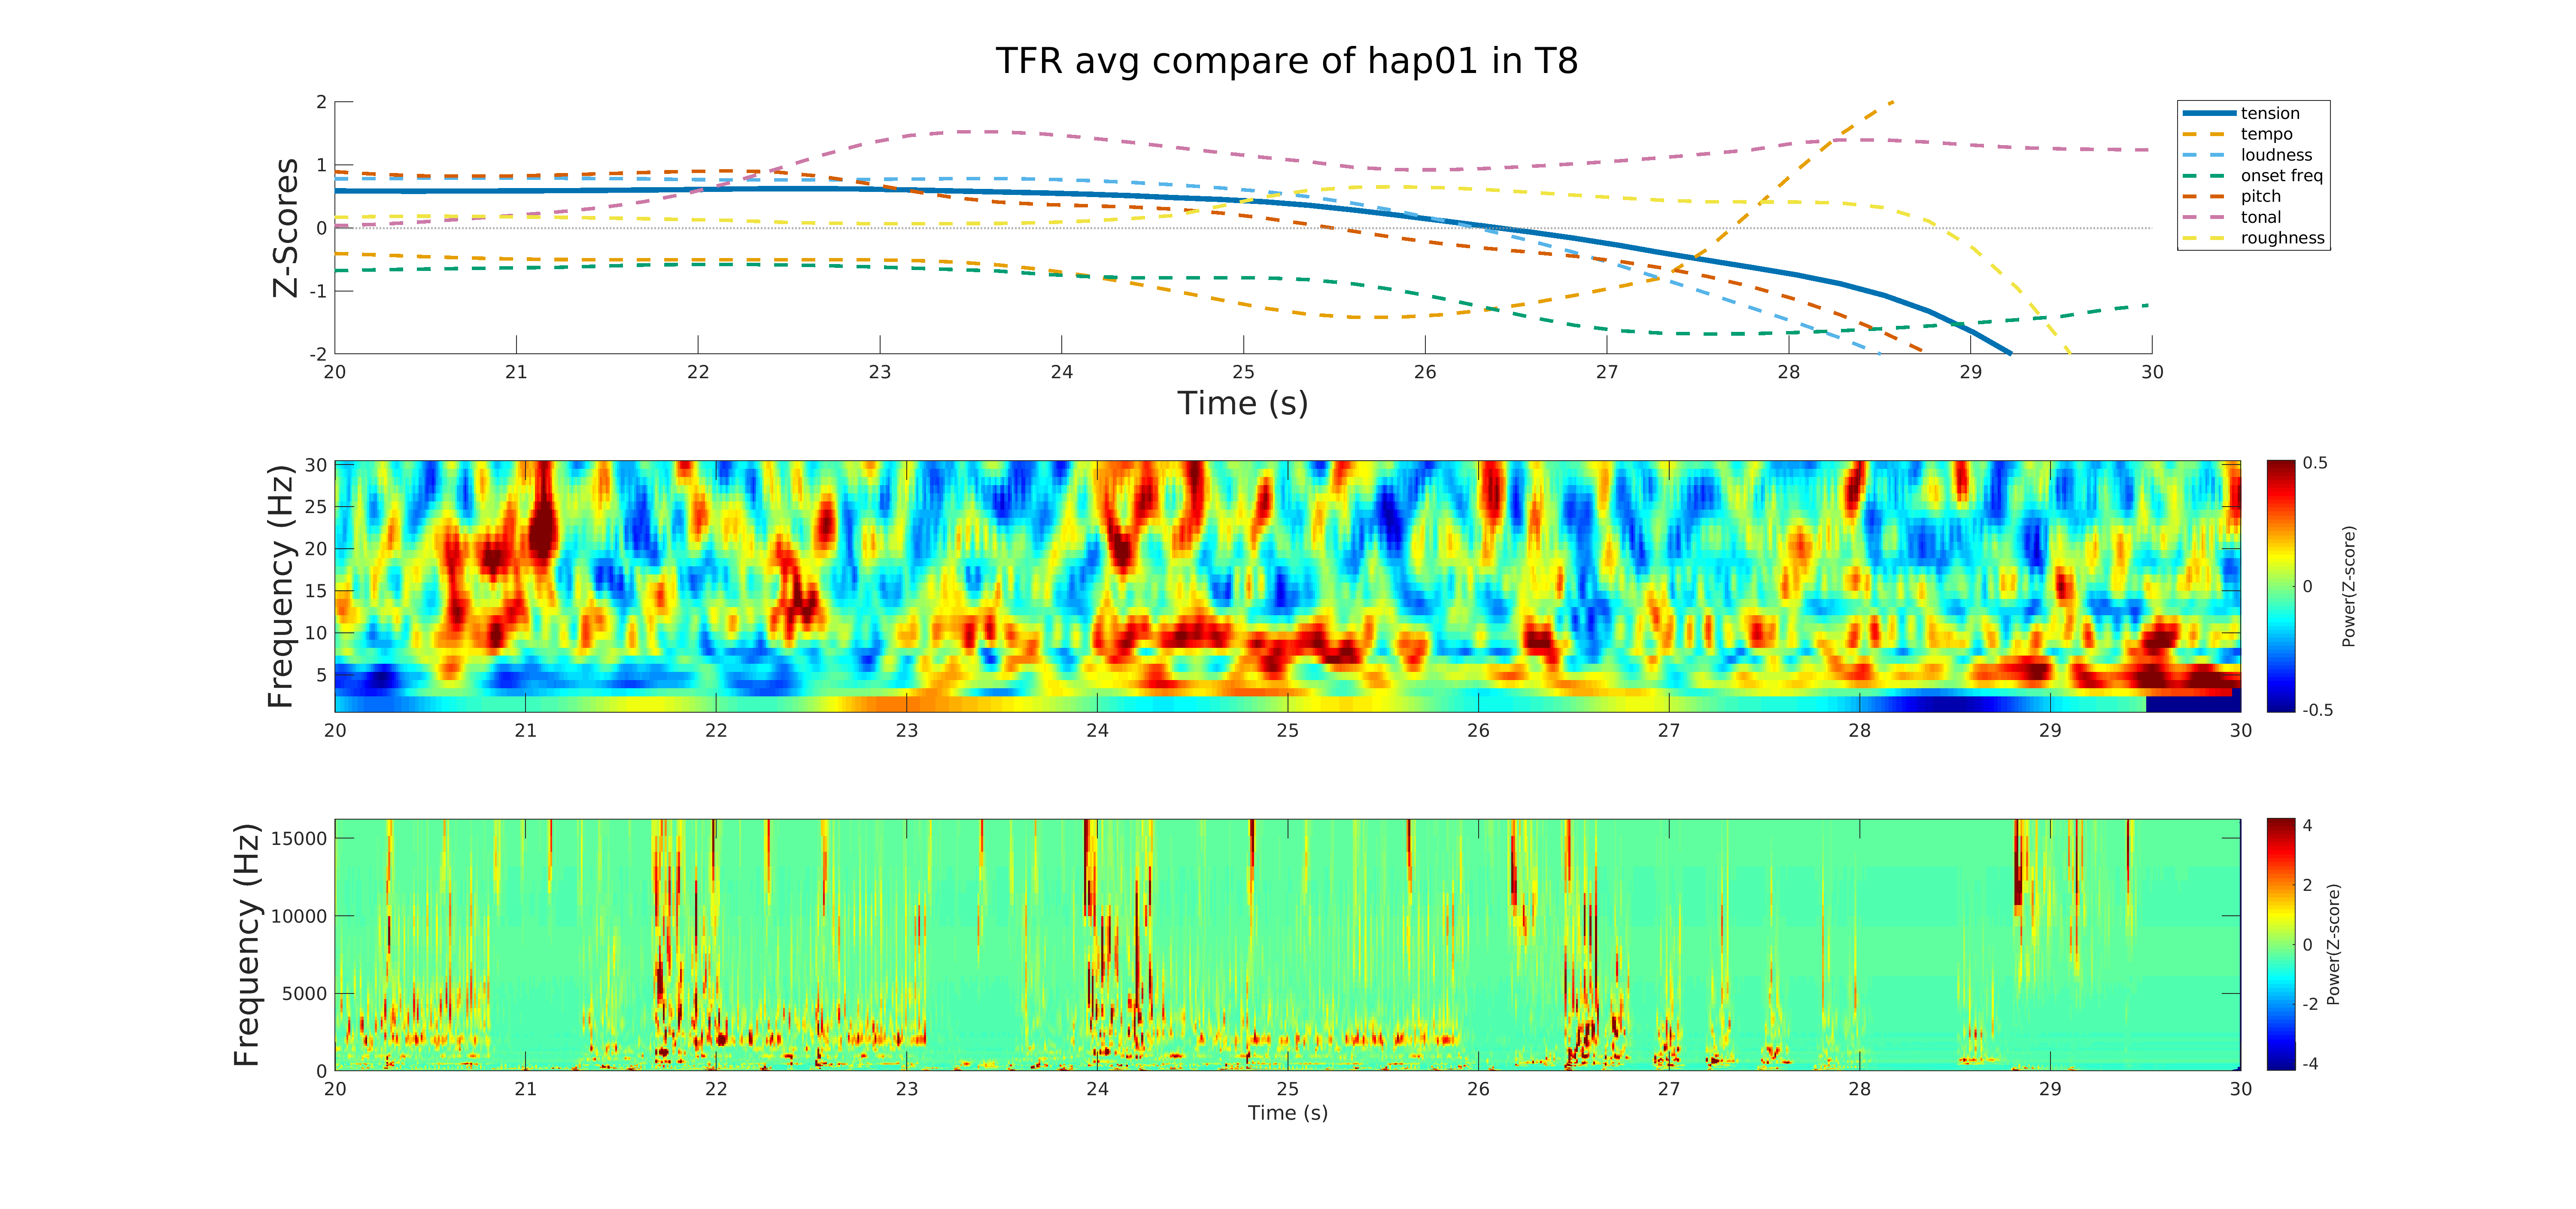 TFR avg compare of hap01 in T8
Z-Scores
2
1
0
-1
-2
20 21 22 23 24 25 26 27 28 29 30
Time (s)
tension
tempo
loudness
onset freq
pitch
tonal
roughness
Frequency (Hz)
30
25
20
15
10
5
20 21 22 23 24 25 26 27 28 29 30
0.5
0
-0.5
Power(Z-score)
Frequency (Hz)
15000
10000
5000
0
20 21 22 23 24 25 26 27 28 29 30
Time (s)
4
2
0
-2
-4
Power(Z-score)